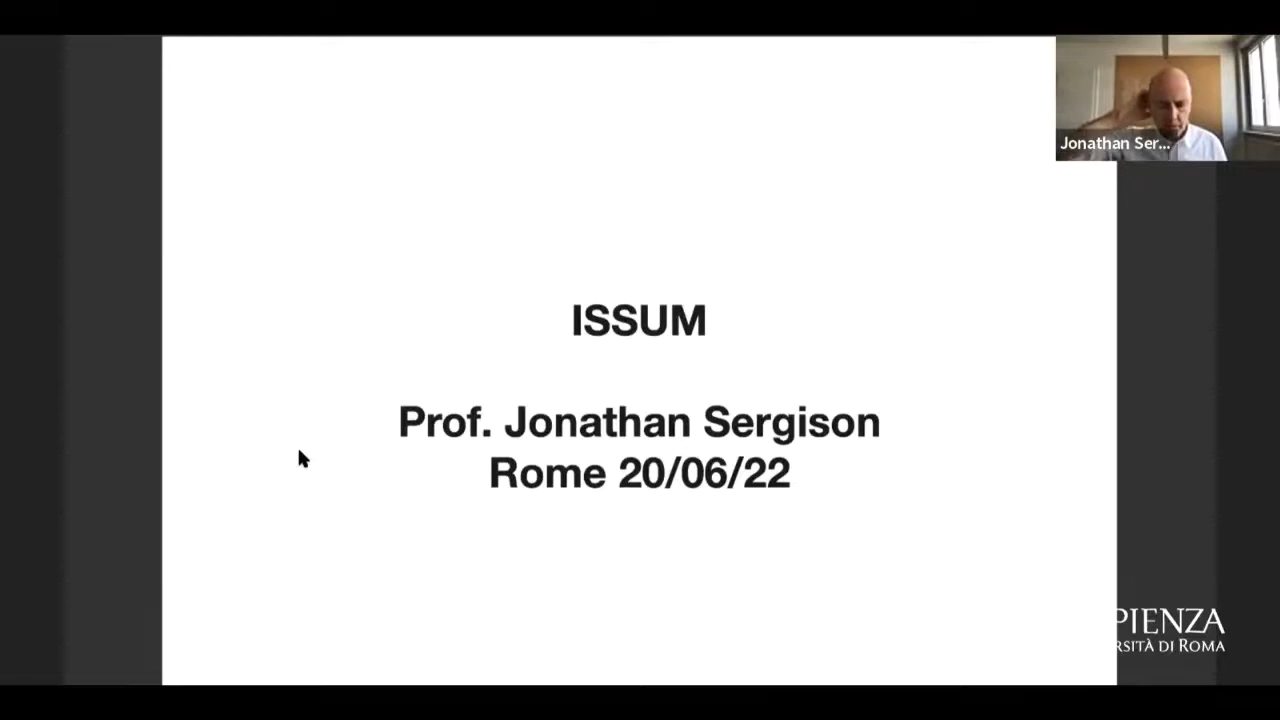 Jonathan Ser...
ISSUM
Prof. Jonathan Sergison
Rome 20/06/22
PIENZA
RSITÀ DI ROMA